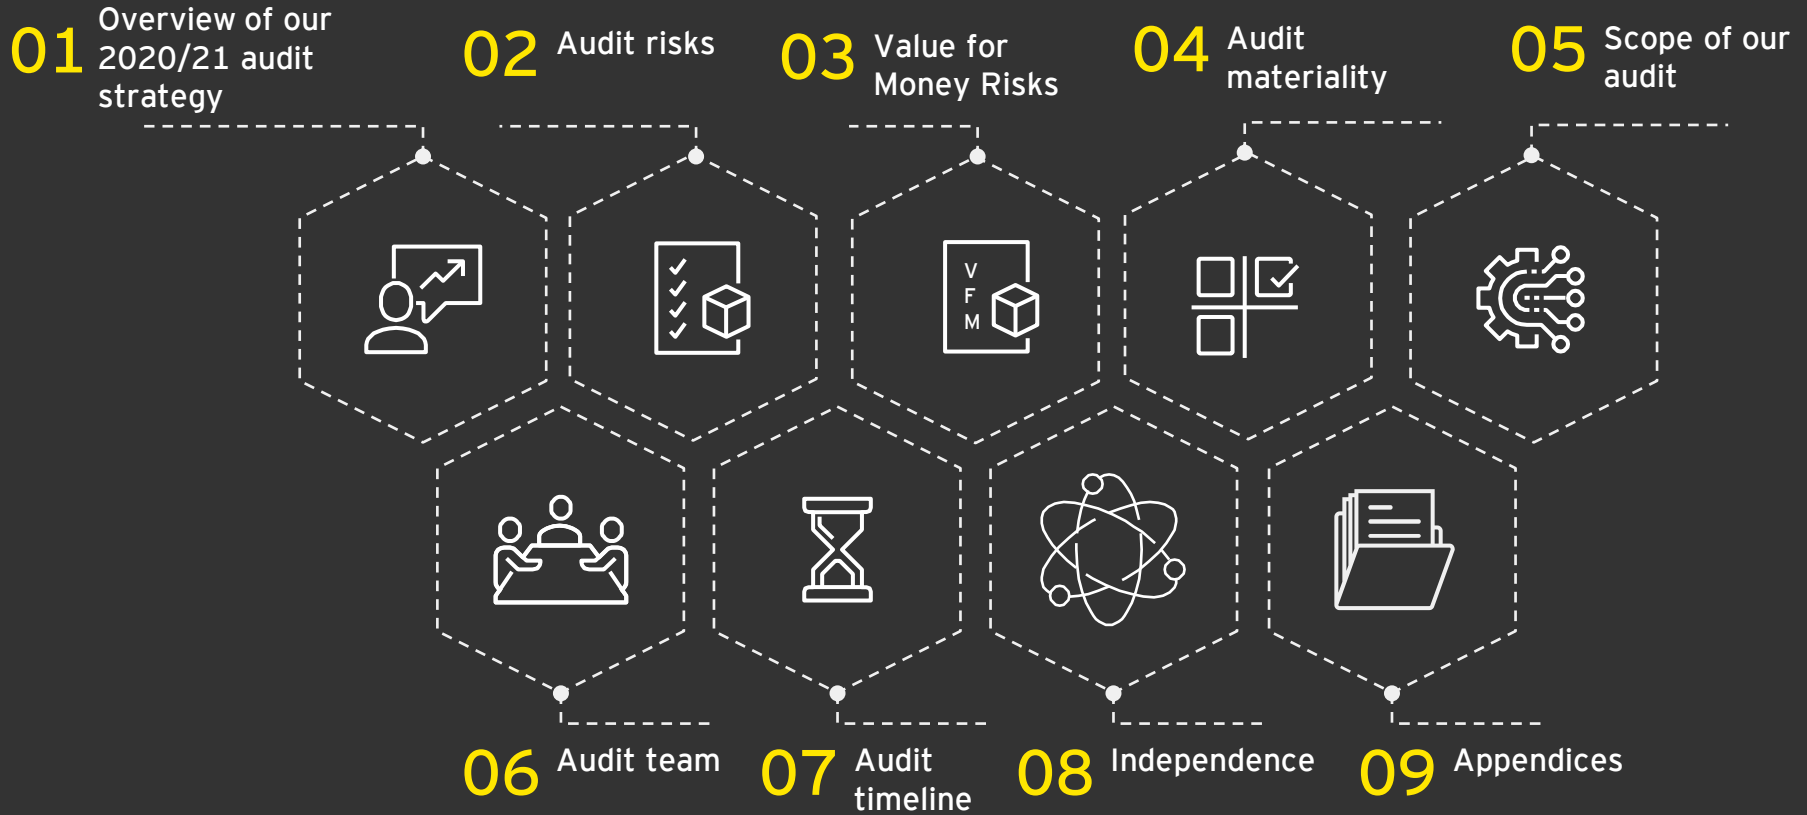 01
Overview of our
2020/21 audit
strategy
02
Audit risks
03
Value for
Money Risks
04
Audit
materiality
05
Scope of our
audit
V
F
M
06
Audit team
07
Audit
timeline
08
Independence
09
Appendices